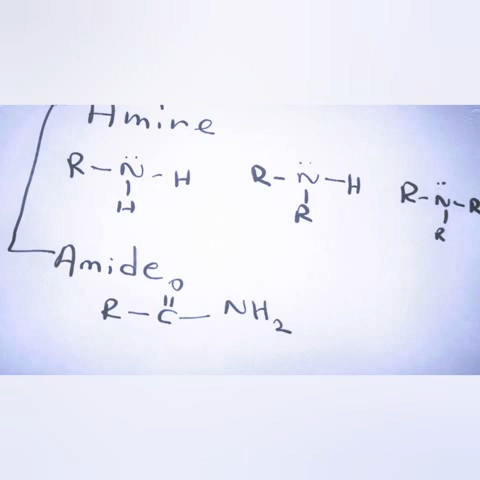 Amine
R-N̈-H R-N̈-H R-N̈-R
H R R
Amide
O
R-C-NH₂